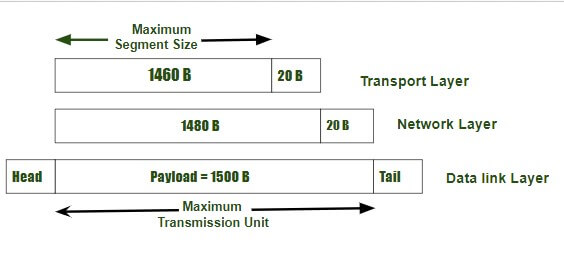 Maximum
Segment Size
1460 B 20 B Transport Layer
1480 B 20 B Network Layer
Head Payload = 1500 B Tail Data link Layer
Maximum
Transmission Unit